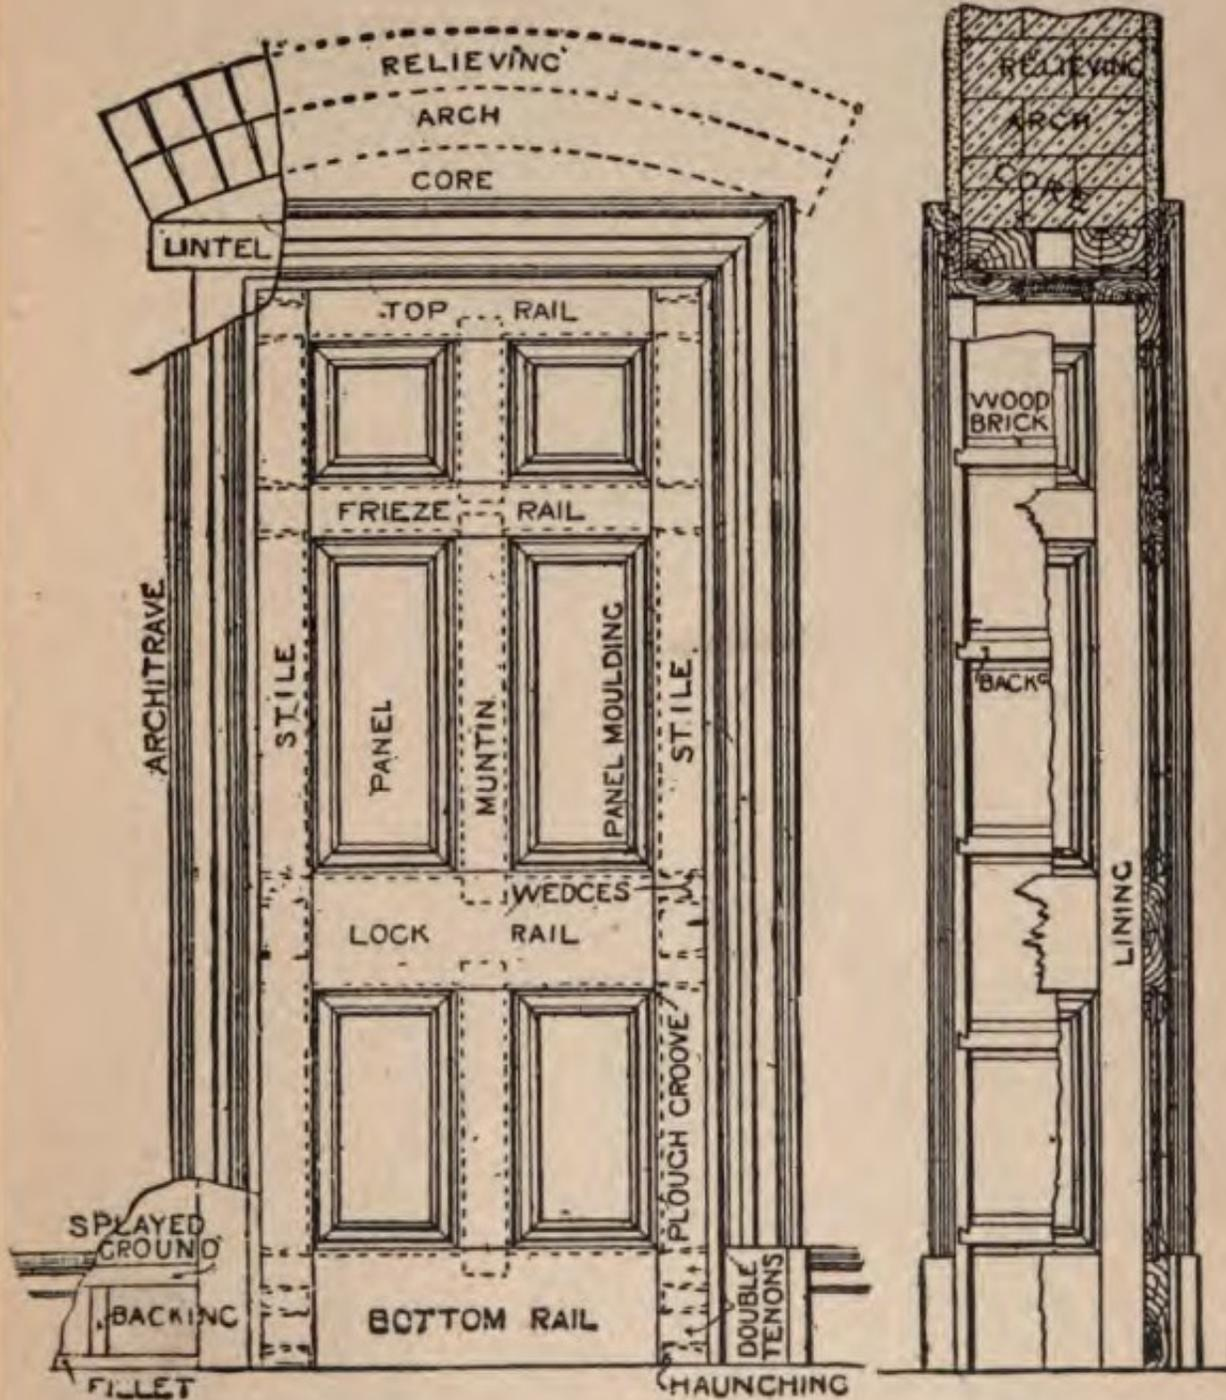 RELIEVING
ARCH
CORE
LINTEL
TOP RAIL
FRIEZE RAIL
ARCHITRAVE
STILE
PANEL
MUNTIN
PANEL MOULDING
STILE
WEDGES
LOCK RAIL
PLOUGH GROOVE
SPLAYED
GROUND
BACKING
BOTTOM RAIL
DOUBLE
TENONS
FILLET
HAUNCHING
RELIEVING
ARCH
CORE
WOOD
BRICK
BACKG
LINING